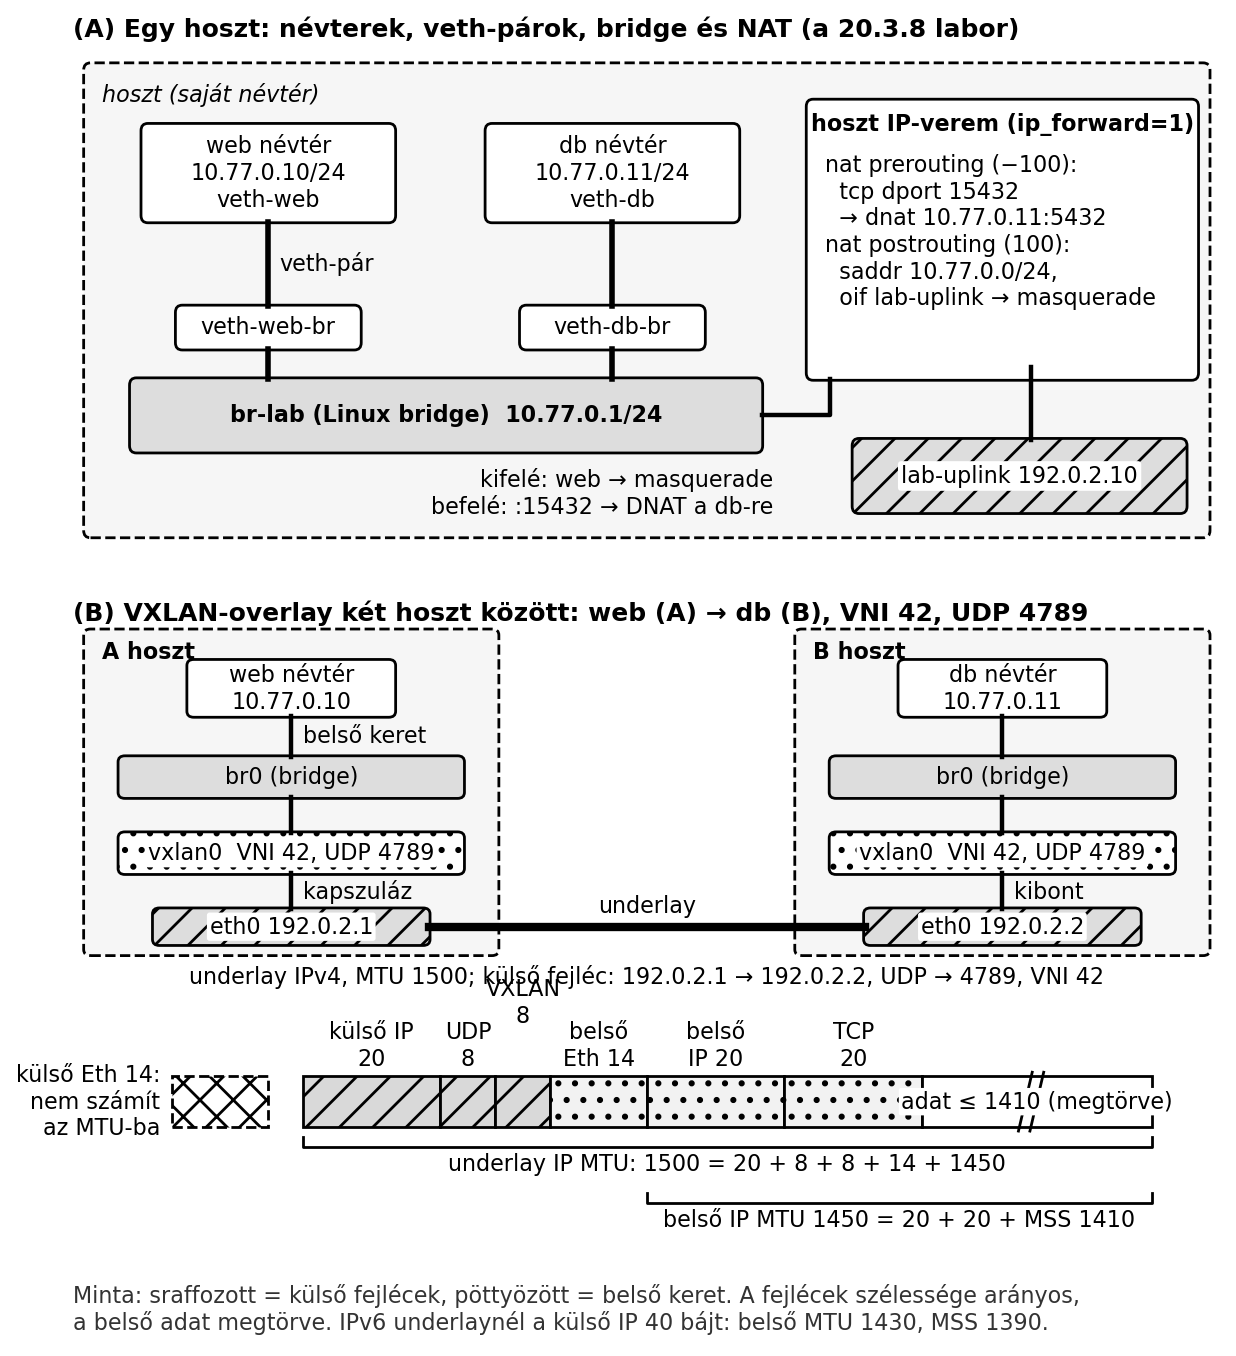 (A) Egy hoszt: névterek, veth-párok, bridge és NAT (a 20.3.8 labor)
hoszt (saját névtér)
web névtér
10.77.0.10/24
veth-web
db névtér
10.77.0.11/24
veth-db
hoszt IP-verem (ip_forward=1)
nat prerouting (−100):
tcp dport 15432
→ dnat 10.77.0.11:5432
nat postrouting (100):
saddr 10.77.0.0/24,
oif lab-uplink → masquerade
veth-pár
veth-web-br
veth-db-br
br-lab (Linux bridge)  10.77.0.1/24
lab-uplink 192.0.2.10
kifelé: web → masquerade
befelé: :15432 → DNAT a db-re
(B) VXLAN-overlay két hoszt között: web (A) → db (B), VNI 42, UDP 4789
A hoszt
web névtér
10.77.0.10
belső keret
br0 (bridge)
vxlan0  VNI 42, UDP 4789
kapszuláz
eth0 192.0.2.1
underlay
B hoszt
db névtér
10.77.0.11
br0 (bridge)
vxlan0  VNI 42, UDP 4789
kibont
eth0 192.0.2.2
underlay IPv4, MTU 1500; külső fejléc: 192.0.2.1 → 192.0.2.2, UDP → 4789, VNI 42
külső Eth 14:
nem számít
az MTU-ba
külső IP
20
UDP
8
VXLAN
8
belső
Eth 14
belső
IP 20
TCP
20
adat ≤ 1410 (megtörve)
underlay IP MTU: 1500 = 20 + 8 + 8 + 14 + 1450
belső IP MTU 1450 = 20 + 20 + MSS 1410
Minta: sraffozott = külső fejlécek, pöttyözött = belső keret. A fejlécek szélessége arányos,
a belső adat megtörve. IPv6 underlaynél a külső IP 40 bájt: belső MTU 1430, MSS 1390.